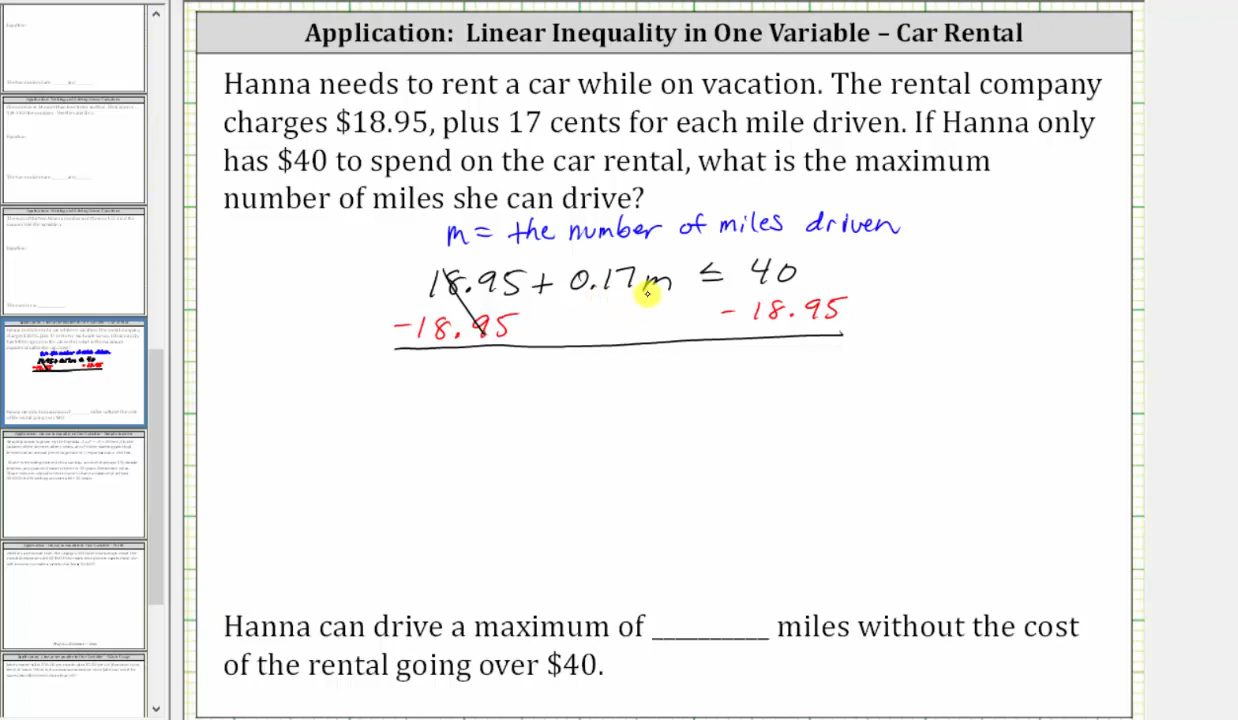 Application: Linear Inequality in One Variable – Car Rental
Hanna needs to rent a car while on vacation. The rental company
charges $18.95, plus 17 cents for each mile driven. If Hanna only
has $40 to spend on the car rental, what is the maximum
number of miles she can drive?
m = the number of miles driven
18.95 + 0.17m ≤ 40
-18.95 - 18.95
Hanna can drive a maximum of __________ miles without the cost
of the rental going over $40.